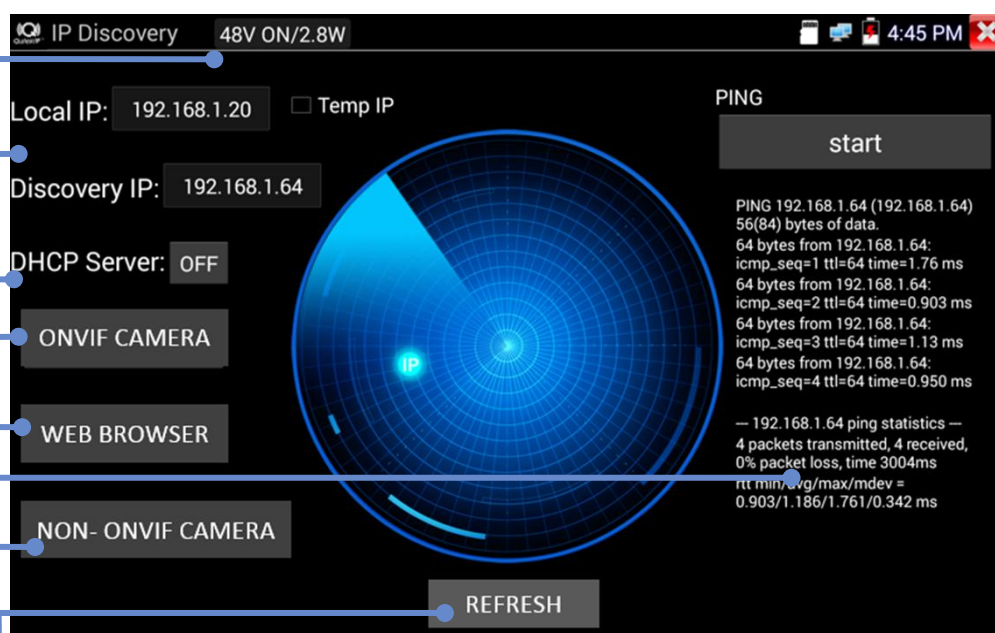 IP Discovery
48V ON/2.8W
4:45 PM
Local IP: 192.168.1.20
Temp IP
Discovery IP: 192.168.1.64
DHCP Server: OFF
ONVIF CAMERA
WEB BROWSER
NON- ONVIF CAMERA
IP
REFRESH
PING
start
PING 192.168.1.64 (192.168.1.64)
56(84) bytes of data.
64 bytes from 192.168.1.64:
icmp_seq=1 ttl=64 time=1.76 ms
64 bytes from 192.168.1.64:
icmp_seq=2 ttl=64 time=0.903 ms
64 bytes from 192.168.1.64:
icmp_seq=3 ttl=64 time=1.13 ms
64 bytes from 192.168.1.64:
icmp_seq=4 ttl=64 time=0.950 ms
--- 192.168.1.64 ping statistics ---
4 packets transmitted, 4 received,
0% packet loss, time 3004ms
rtt min/avg/max/mdev =
0.903/1.186/1.761/0.342 ms